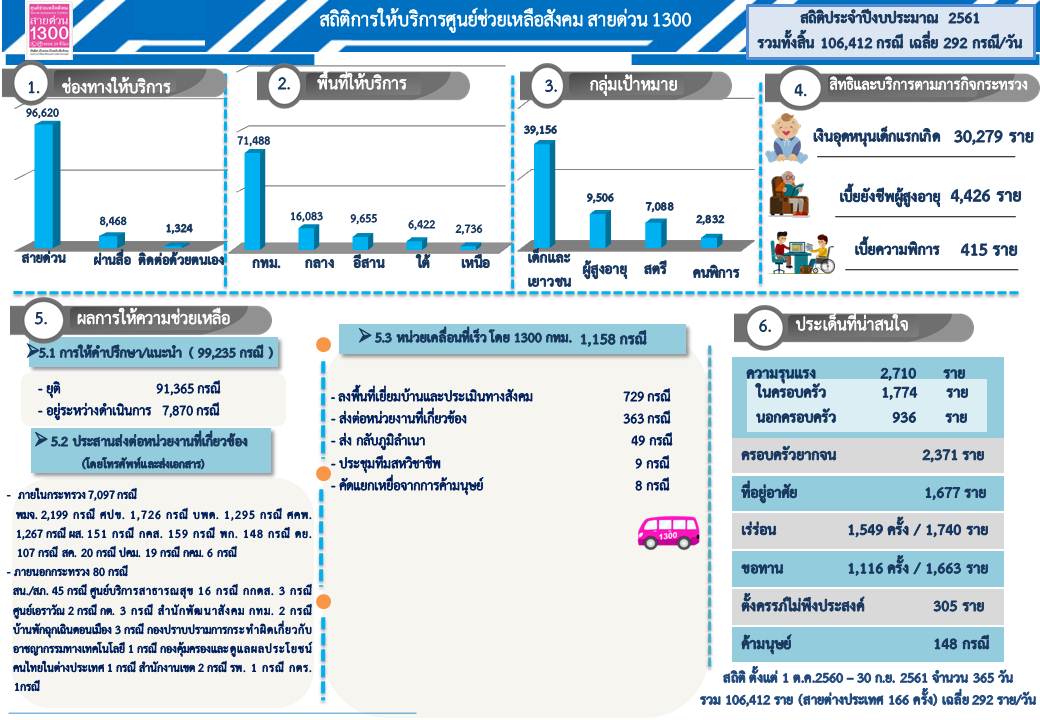 ศูนย์ช่วยเหลือสังคม
สายด่วน
1300
สถิติการให้บริการศูนย์ช่วยเหลือสังคม สายด่วน 1300
สถิติประจำปีงบประมาณ 2561
รวมทั้งสิ้น 106,412 กรณี เฉลี่ย 292 กรณี/วัน
1. ช่องทางให้บริการ
96,620
8,468
1,324
สายด่วน ผ่านสื่อ ติดต่อด้วยตนเอง
2. พื้นที่ให้บริการ
71,488
16,083
9,655
6,422
2,736
กทม. กลาง อีสาน ใต้ เหนือ
3. กลุ่มเป้าหมาย
39,156
9,506
7,088
2,832
เด็กและ
เยาวชน
ผู้สูงอายุ สตรี คนพิการ
4. สิทธิและบริการตามภารกิจกระทรวง
เงินอุดหนุนเด็กแรกเกิด 30,279 ราย
เบี้ยยังชีพผู้สูงอายุ 4,426 ราย
เบี้ยความพิการ 415 ราย
5. ผลการให้ความช่วยเหลือ
➢5.1 การให้คำปรึกษา/แนะนำ ( 99,235 กรณี )
- ยุติ 91,365 กรณี
- อยู่ระหว่างดำเนินการ 7,870 กรณี
➢ 5.2 ประสานส่งต่อหน่วยงานที่เกี่ยวข้อง
(โดยโทรศัพท์และส่งเอกสาร)
- ภายในกระทรวง 7,097 กรณี
พมจ. 2,199 กรณี ศปข. 1,726 กรณี บพด. 1,295 กรณี ศคพ.
1,267 กรณี ผส. 151 กรณี กคส. 159 กรณี พก. 148 กรณี ดย.
107 กรณี สค. 20 กรณี ปคม. 19 กรณี กคม. 6 กรณี
- ภายนอกกระทรวง 80 กรณี
สน./สภ. 45 กรณี ศูนย์บริการสาธารณสุข 16 กรณี กกคส. 3 กรณี
ศูนย์เอราวัณ 2 กรณี กต. 3 กรณี สำนักพัฒนาสังคม กทม. 2 กรณี
บ้านพักฉุกเฉินดอนเมือง 3 กรณี กองปราบปรามการกระทำผิดเกี่ยวกับ
อาชญากรรมทางเทคโนโลยี 1 กรณี กองคุ้มครองและดูแลผลประโยชน์
คนไทยในต่างประเทศ 1 กรณี สำนักงานเขต 2 กรณี รพ. 1 กรณี กตร.
1กรณี
➢ 5.3 หน่วยเคลื่อนที่เร็ว โดย 1300 กทม. 1,158 กรณี
- ลงพื้นที่เยี่ยมบ้านและประเมินทางสังคม 729 กรณี
- ส่งต่อหน่วยงานที่เกี่ยวข้อง 363 กรณี
- ส่ง กลับภูมิลำเนา 49 กรณี
- ประชุมทีมสหวิชาชีพ 9 กรณี
- คัดแยกเหยื่อจากการค้ามนุษย์ 8 กรณี
1300
6. ประเด็นที่น่าสนใจ
ความรุนแรง 2,710 ราย
ในครอบครัว 1,774 ราย
นอกครอบครัว 936 ราย
ครอบครัวยากจน 2,371 ราย
ที่อยู่อาศัย 1,677 ราย
เร่ร่อน 1,549 ครั้ง / 1,740 ราย
ขอทาน 1,116 ครั้ง / 1,663 ราย
ตั้งครรภ์ไม่พึงประสงค์ 305 ราย
ค้ามนุษย์ 148 กรณี
สถิติ ตั้งแต่ 1 ต.ค.2560 – 30 ก.ย. 2561 จำนวน 365 วัน
รวม 106,412 ราย (สายต่างประเทศ 166 ครั้ง) เฉลี่ย 292 ราย/วัน